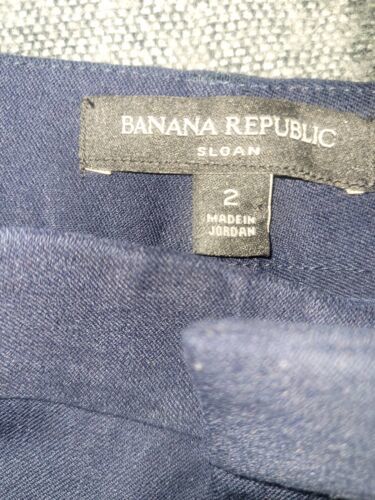 BANANA REPUBLIC
SLOAN
2
MADE IN
JORDAN